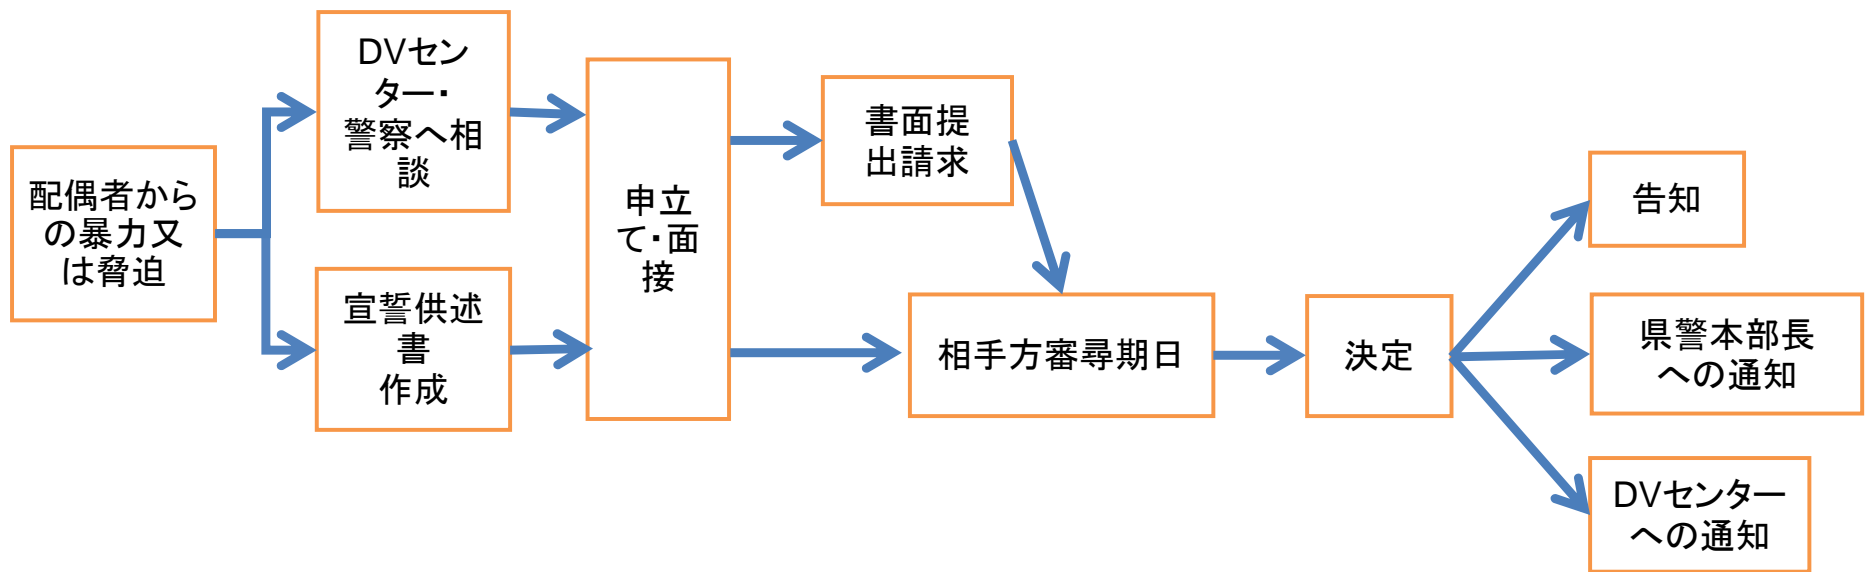 配偶者から
の暴力又
は脅迫
DVセン
ター・
警察へ相
談
宣誓供述
書
作成
申立
て・面
接
書面提
出請求
相手方審尋期日
決定
告知
県警本部長
への通知
DVセンター
への通知